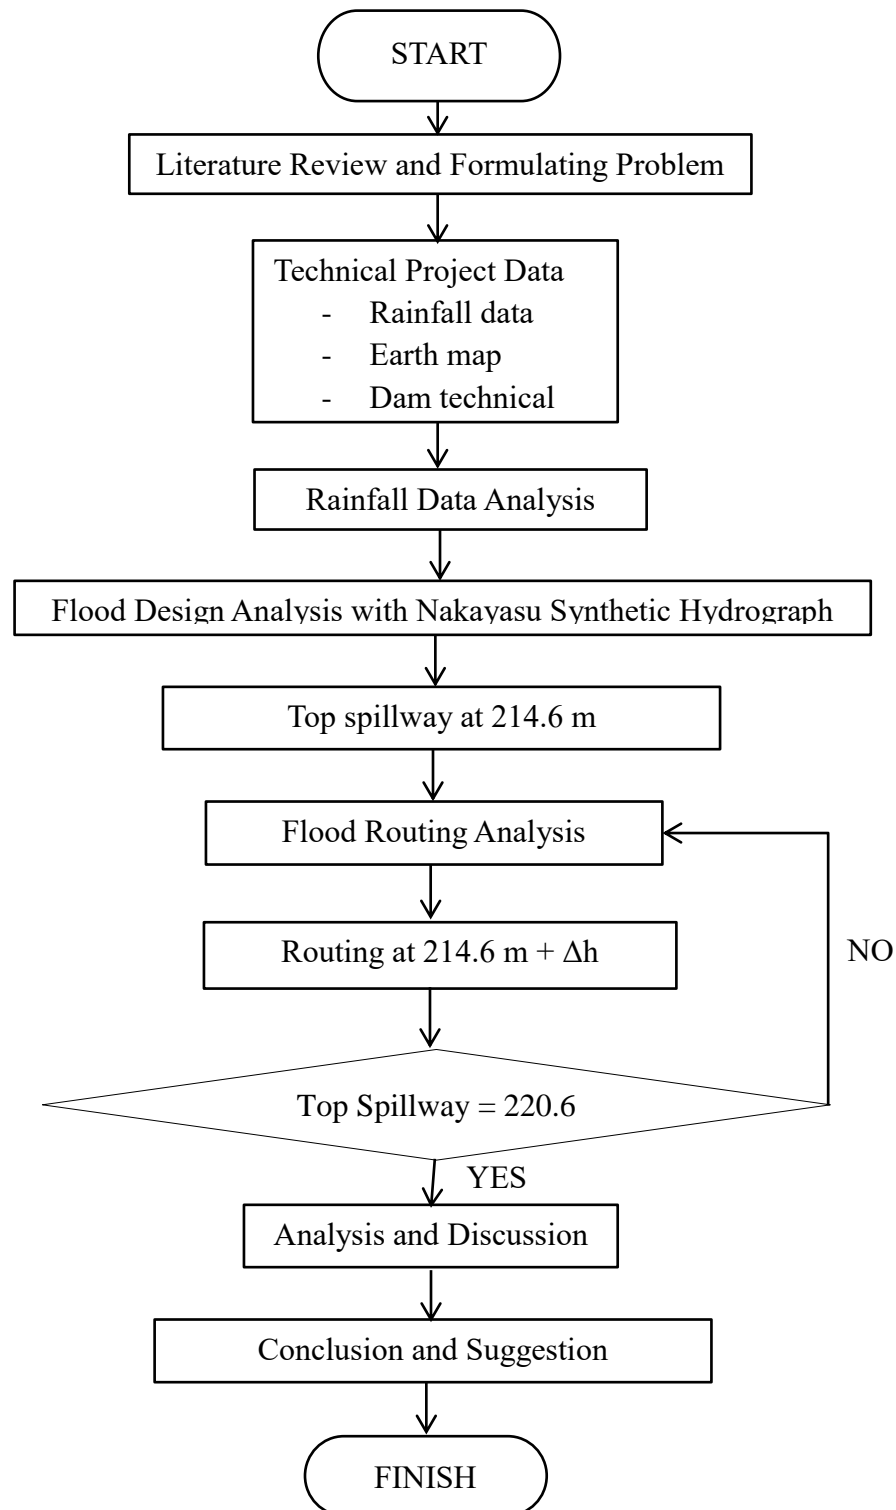 START
Literature Review and Formulating Problem
Technical Project Data
- Rainfall data
- Earth map
- Dam technical
Rainfall Data Analysis
Flood Design Analysis with Nakayasu Synthetic Hydrograph
Top spillway at 214.6 m
Flood Routing Analysis
Routing at 214.6 m + Δh
NO
Top Spillway = 220.6
YES
Analysis and Discussion
Conclusion and Suggestion
FINISH